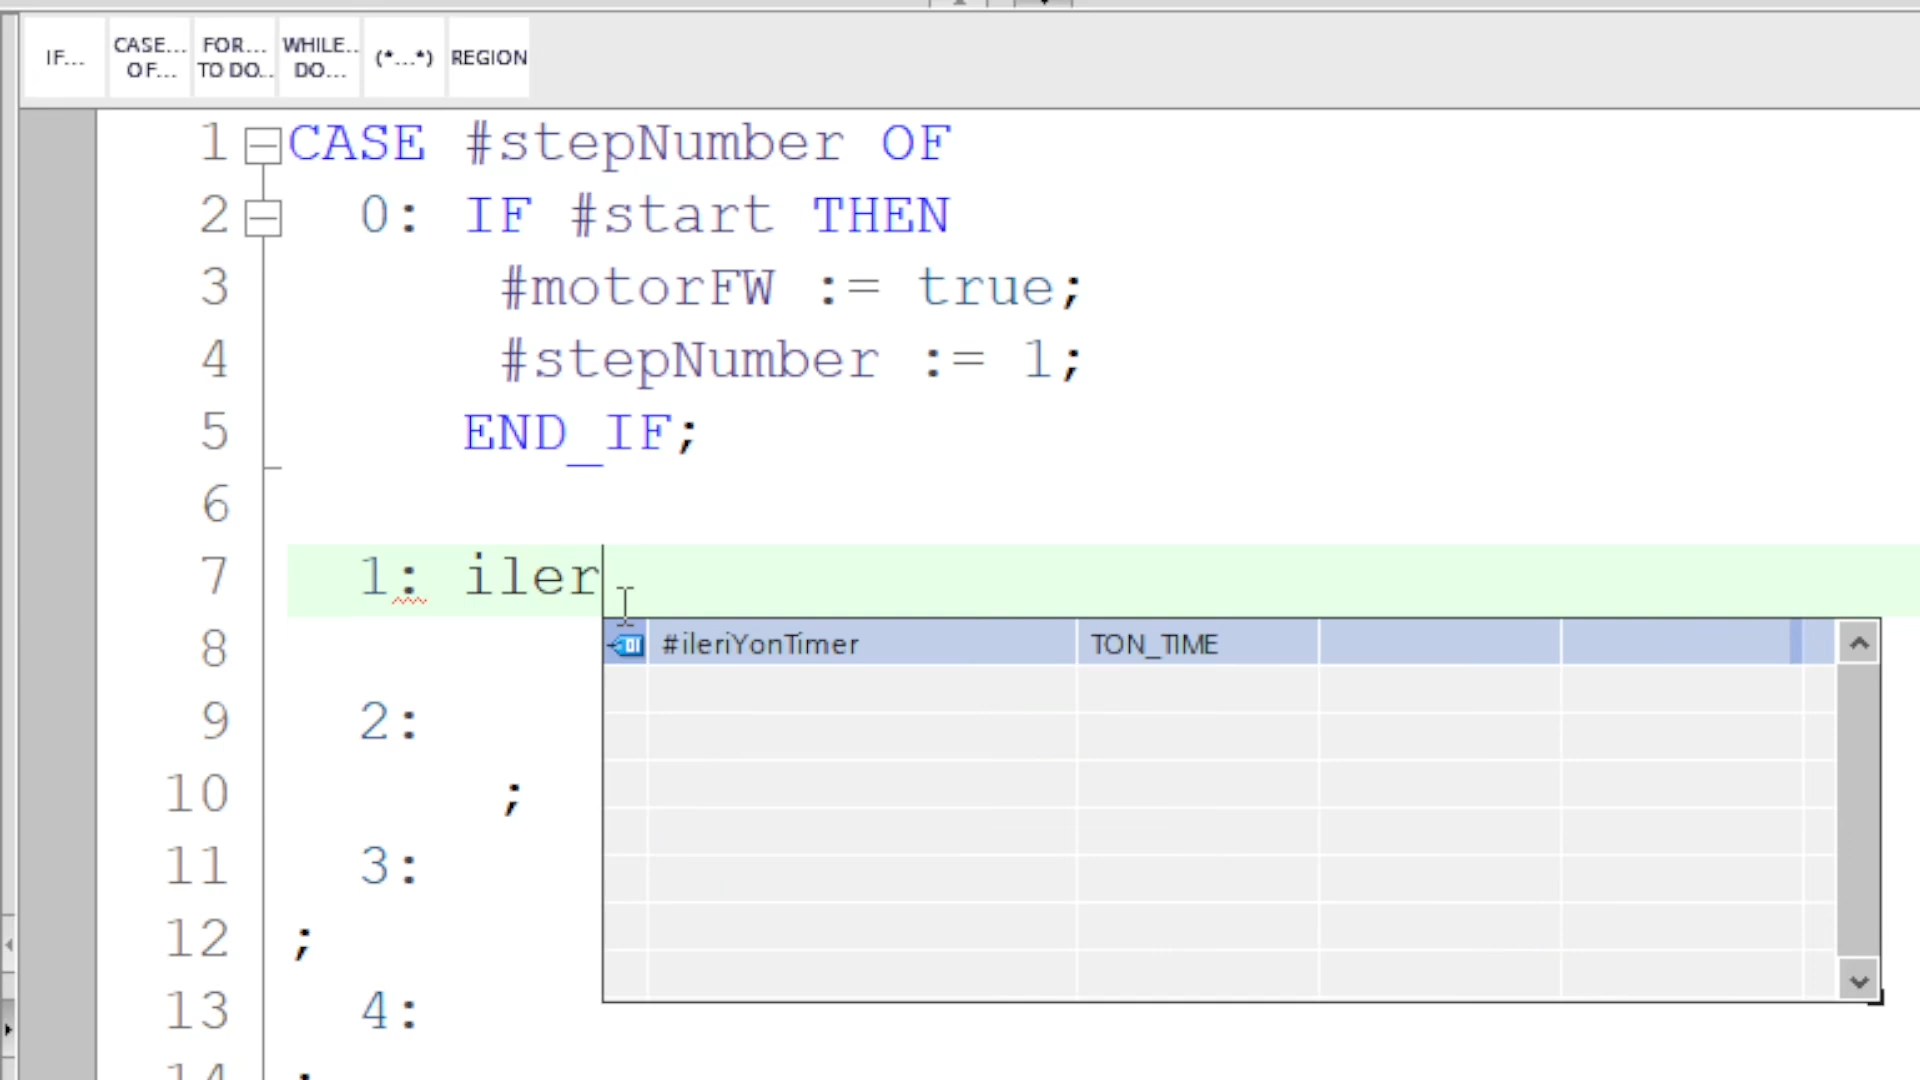 IF...
CASE... OF...
FOR... TO DO...
WHILE... DO...
(*...*)
REGION
1 CASE #stepNumber OF
2 0: IF #start THEN
3 #motorFW := true;
4 #stepNumber := 1;
5 END_IF;
6
7 1: iler
#ileriYonTimer TON_TIME
8
9 2:
10 ;
11 3:
12 ;
13 4:
14